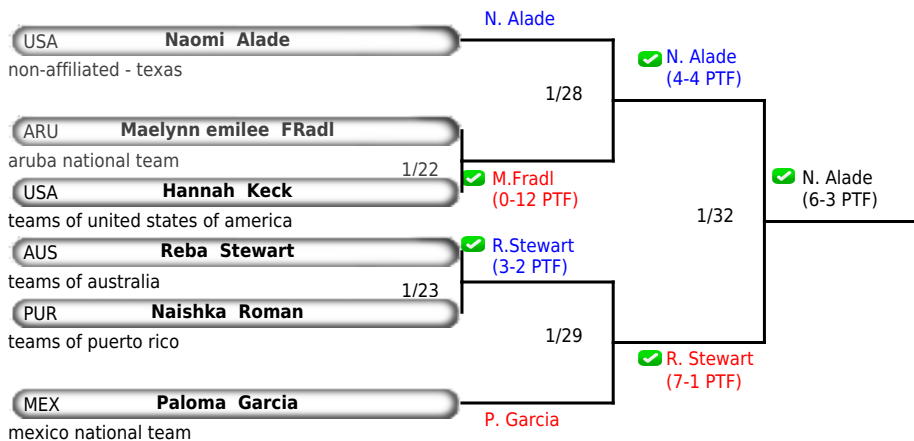 N. Alade
USA Naomi Alade
non-affiliated - texas
N. Alade
(4-4 PTF)
1/28
ARU Maelynn emilee FRadl
aruba national team
1/22
M.Fradl
(0-12 PTF)
USA Hannah Keck
teams of united states of america
N. Alade
(6-3 PTF)
1/32
AUS Reba Stewart
teams of australia
R.Stewart
(3-2 PTF)
1/23
PUR Naishka Roman
teams of puerto rico
1/29
R. Stewart
(7-1 PTF)
MEX Paloma Garcia
mexico national team
P. Garcia